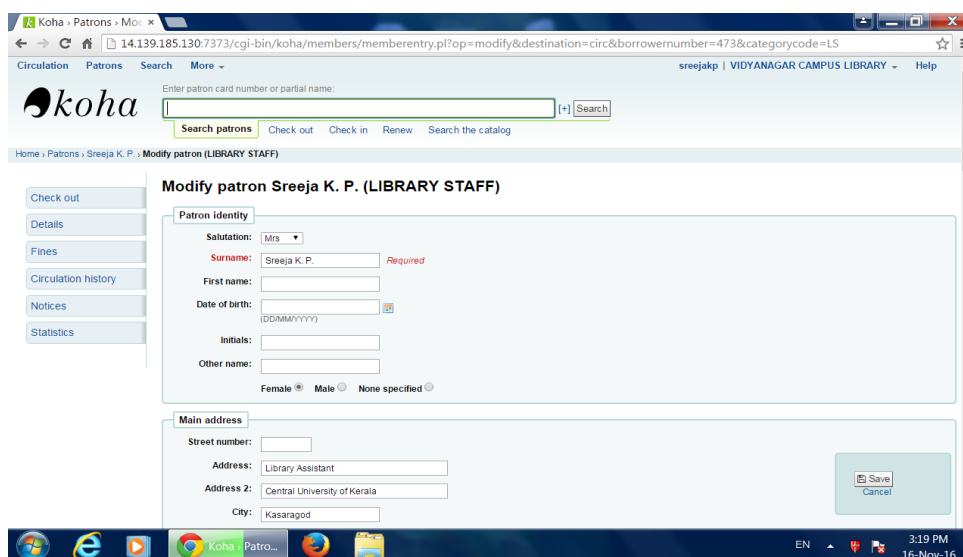 Koha › Patrons › Mod ×
14.139.185.130:7373/cgi-bin/koha/members/memberentry.pl?op=modify&destination=circ&borrowernumber=473&categorycode=LS
Circulation Patrons Search More sreejakp | VIDYANAGAR CAMPUS LIBRARY Help
koha
Enter patron card number or partial name:
[+] Search
Search patrons Check out Check in Renew Search the catalog
Home › Patrons › Sreeja K. P. › Modify patron (LIBRARY STAFF)
Modify patron Sreeja K. P. (LIBRARY STAFF)
Check out
Details
Fines
Circulation history
Notices
Statistics
Patron identity
Salutation: Mrs
Surname: Sreeja K. P. Required
First name:
Date of birth:
(DD/MM/YYYY)
Initials:
Other name:
Female Male None specified
Main address
Street number:
Address: Library Assistant
Address 2: Central University of Kerala
City: Kasaragod
Save
Cancel
Koha › Patro...
EN 3:19 PM
16-Nov-16